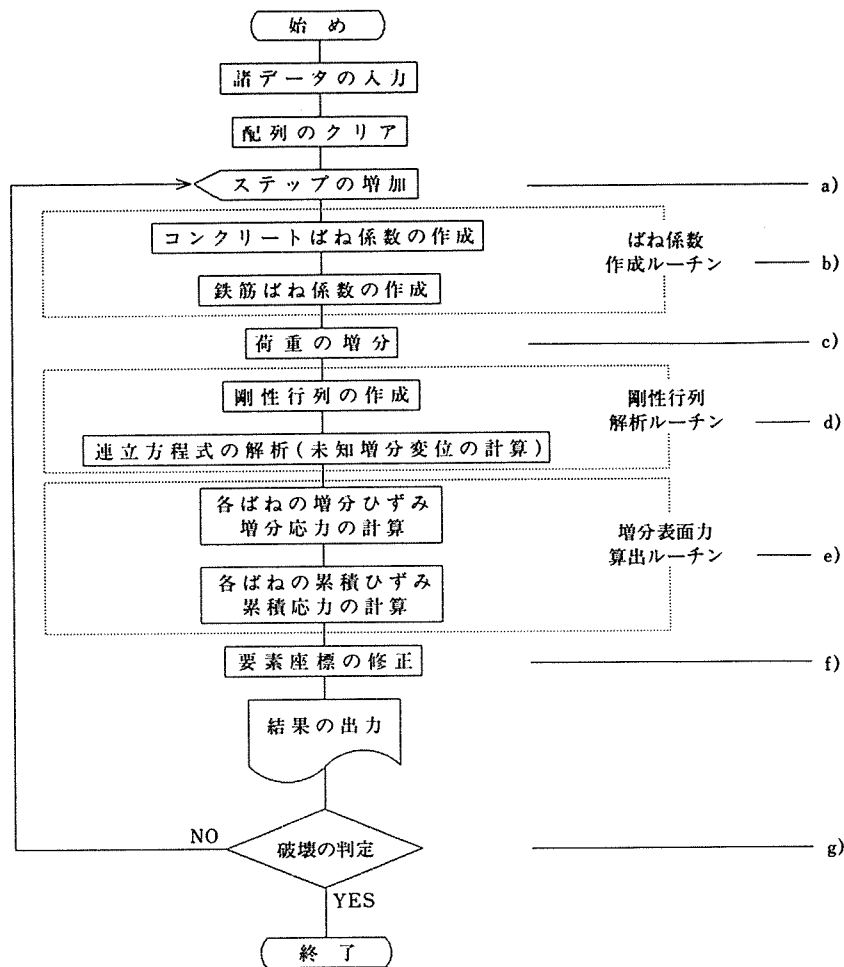 始め
諸データの入力
配列のクリア
ステップの増加
a)
コンクリートばね係数の作成
ばね係数
作成ルーチン
b)
鉄筋ばね係数の作成
荷重の増分
c)
剛性行列の作成
剛性行列
解析ルーチン
d)
連立方程式の解析(未知増分変位の計算)
各ばねの増分ひずみ
増分応力の計算
増分表面力
算出ルーチン
e)
各ばねの累積ひずみ
累積応力の計算
要素座標の修正
f)
結果の出力
NO
破壊の判定
g)
YES
終了